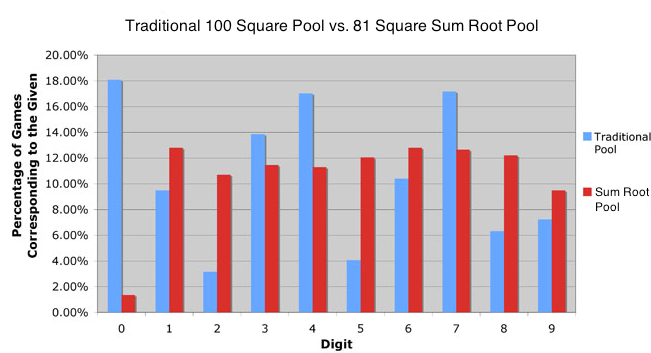 Traditional 100 Square Pool vs. 81 Square Sum Root Pool
20.00%
18.00%
16.00%
14.00%
12.00%
10.00%
8.00%
6.00%
4.00%
2.00%
0.00%
Percentage of Games
Corresponding to the Given
0 1 2 3 4 5 6 7 8 9
Digit
Traditional
Pool
Sum Root
Pool